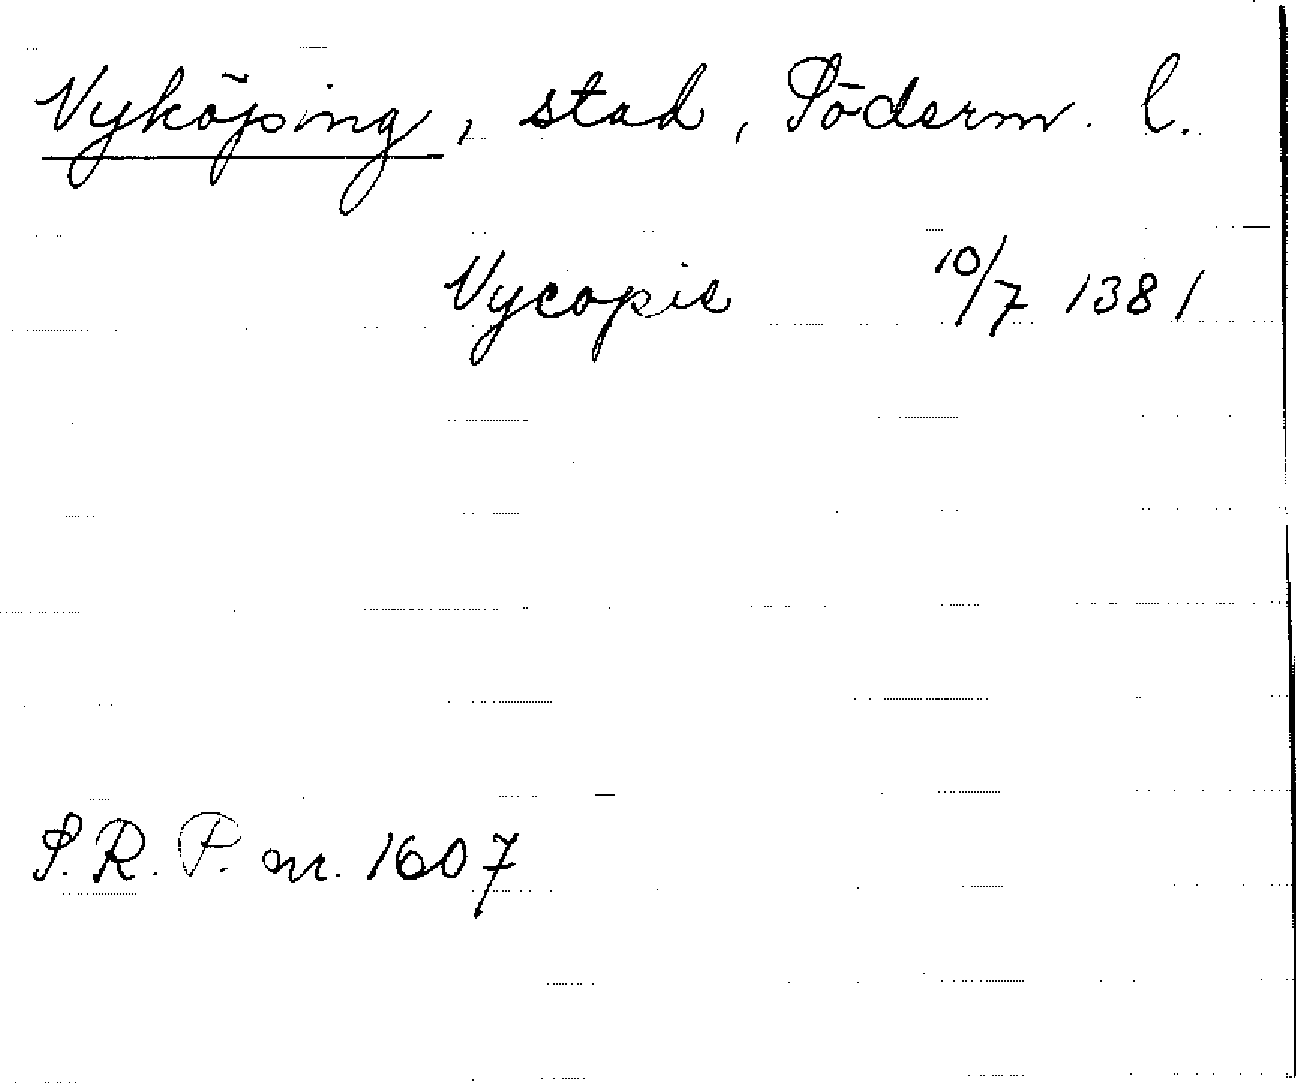 Nyköping, stad, Söderm. l.
Nycopie 10/7 1381
S.R.P. nr. 1607